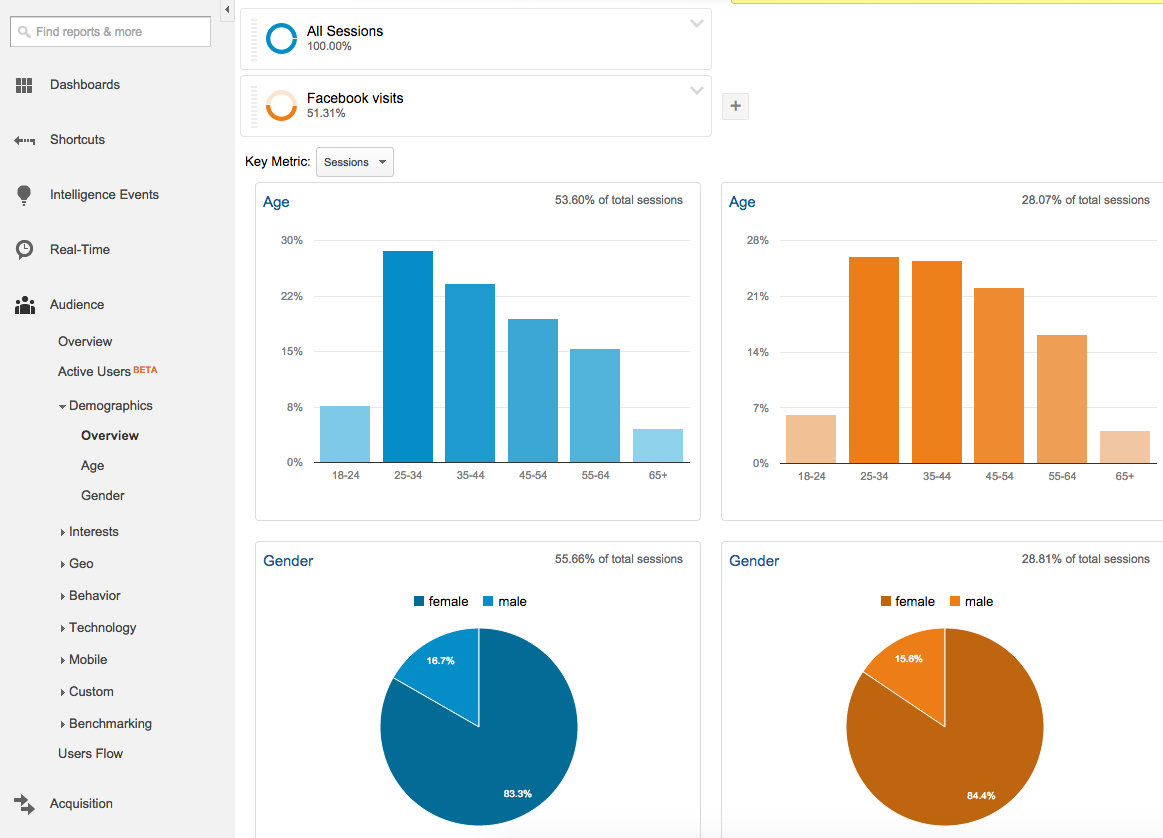 Find reports & more
Dashboards
Shortcuts
Intelligence Events
Real-Time
Audience
Overview
Active Users BETA
Demographics
Overview
Age
Gender
Interests
Geo
Behavior
Technology
Mobile
Custom
Benchmarking
Users Flow
Acquisition
All Sessions
100.00%
Facebook visits
51.31%
+
Key Metric: Sessions
Age 53.60% of total sessions
30%
22%
15%
8%
0%
18-24 25-34 35-44 45-54 55-64 65+
Age 28.07% of total sessions
28%
21%
14%
7%
0%
18-24 25-34 35-44 45-54 55-64 65+
Gender 55.66% of total sessions
female male
16.7%
83.3%
Gender 28.81% of total sessions
female male
15.6%
84.4%